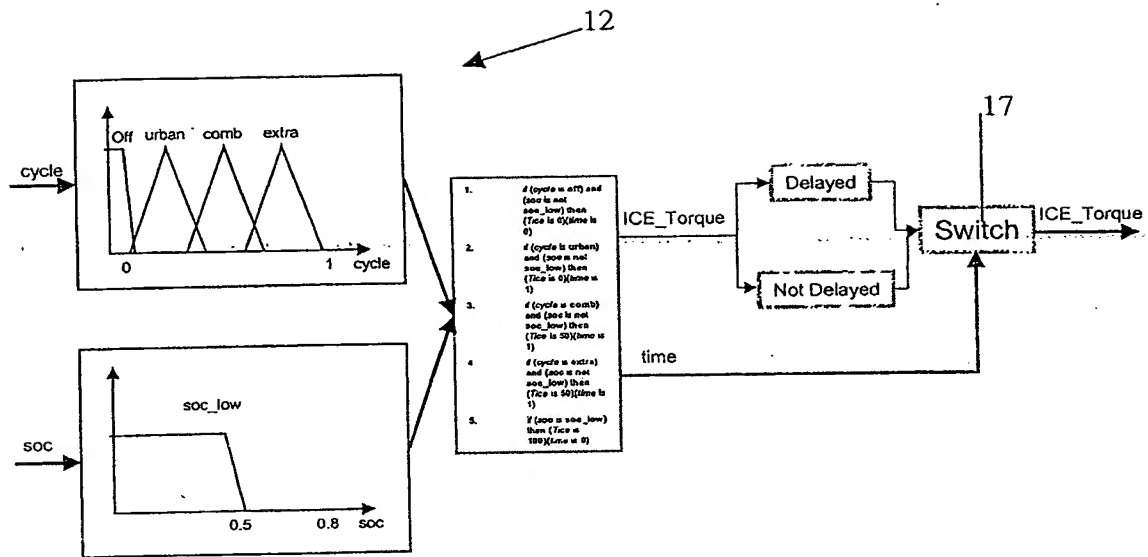 12
Off urban comb extra
cycle
0 1 cycle
soc_low
soc
0.5 0.8 soc
1. if (cycle is off) and
(soc is not
soc_low) then
(Tice is 0)(time is
0)
2. if (cycle is urban)
and (soc is not
soc_low) then
(Tice is 0)(time is
1)
3. if (cycle is comb)
and (soc is not
soc_low) then
(Tice is 50)(time is
1)
4 if (cycle is extra)
and (soc is not
soc_low) then
(Tice is 50)(time is
1)
5. if (soc is soc_low)
then (Tice is
100)(time is 0)
ICE_Torque
time
Delayed
Not Delayed
17
Switch
ICE_Torque